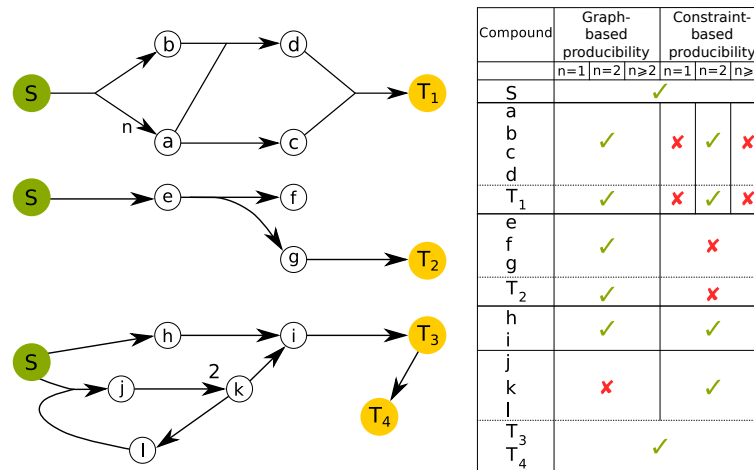 Graph-
based
producibility
Constraint-
based
producibility
Compound
n=1 n=2 n⩾2 n=1 n=2 n⩾
S
a
b
c
d
T1
e
f
g
T2
h
i
j
k
l
T3
T4
b
d
S
T1
n
a
c
S
e
f
g
T2
h
i
T3
S
2
j
k
T4
l